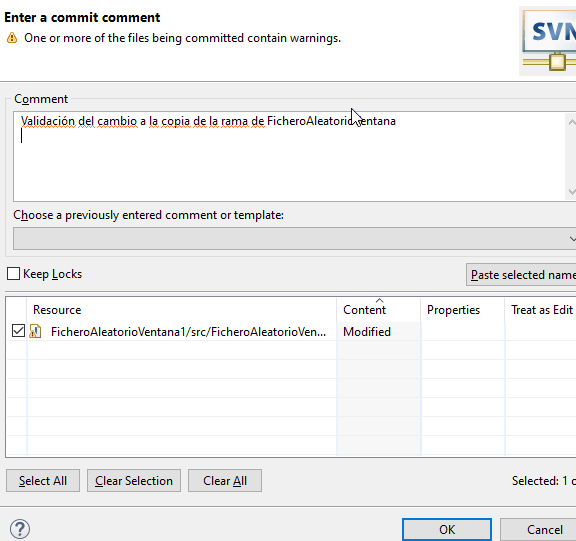 Enter a commit comment
One or more of the files being committed contain warnings.
SVN
Comment
Validación del cambio a la copia de la rama de FicheroAleatorioVentana
Choose a previously entered comment or template:
Keep Locks
Paste selected name
Resource Content Properties Treat as Edit
FicheroAleatorioVentana1/src/FicheroAleatorioVen... Modified
Select All Clear Selection Clear All Selected: 1 o
OK Cancel